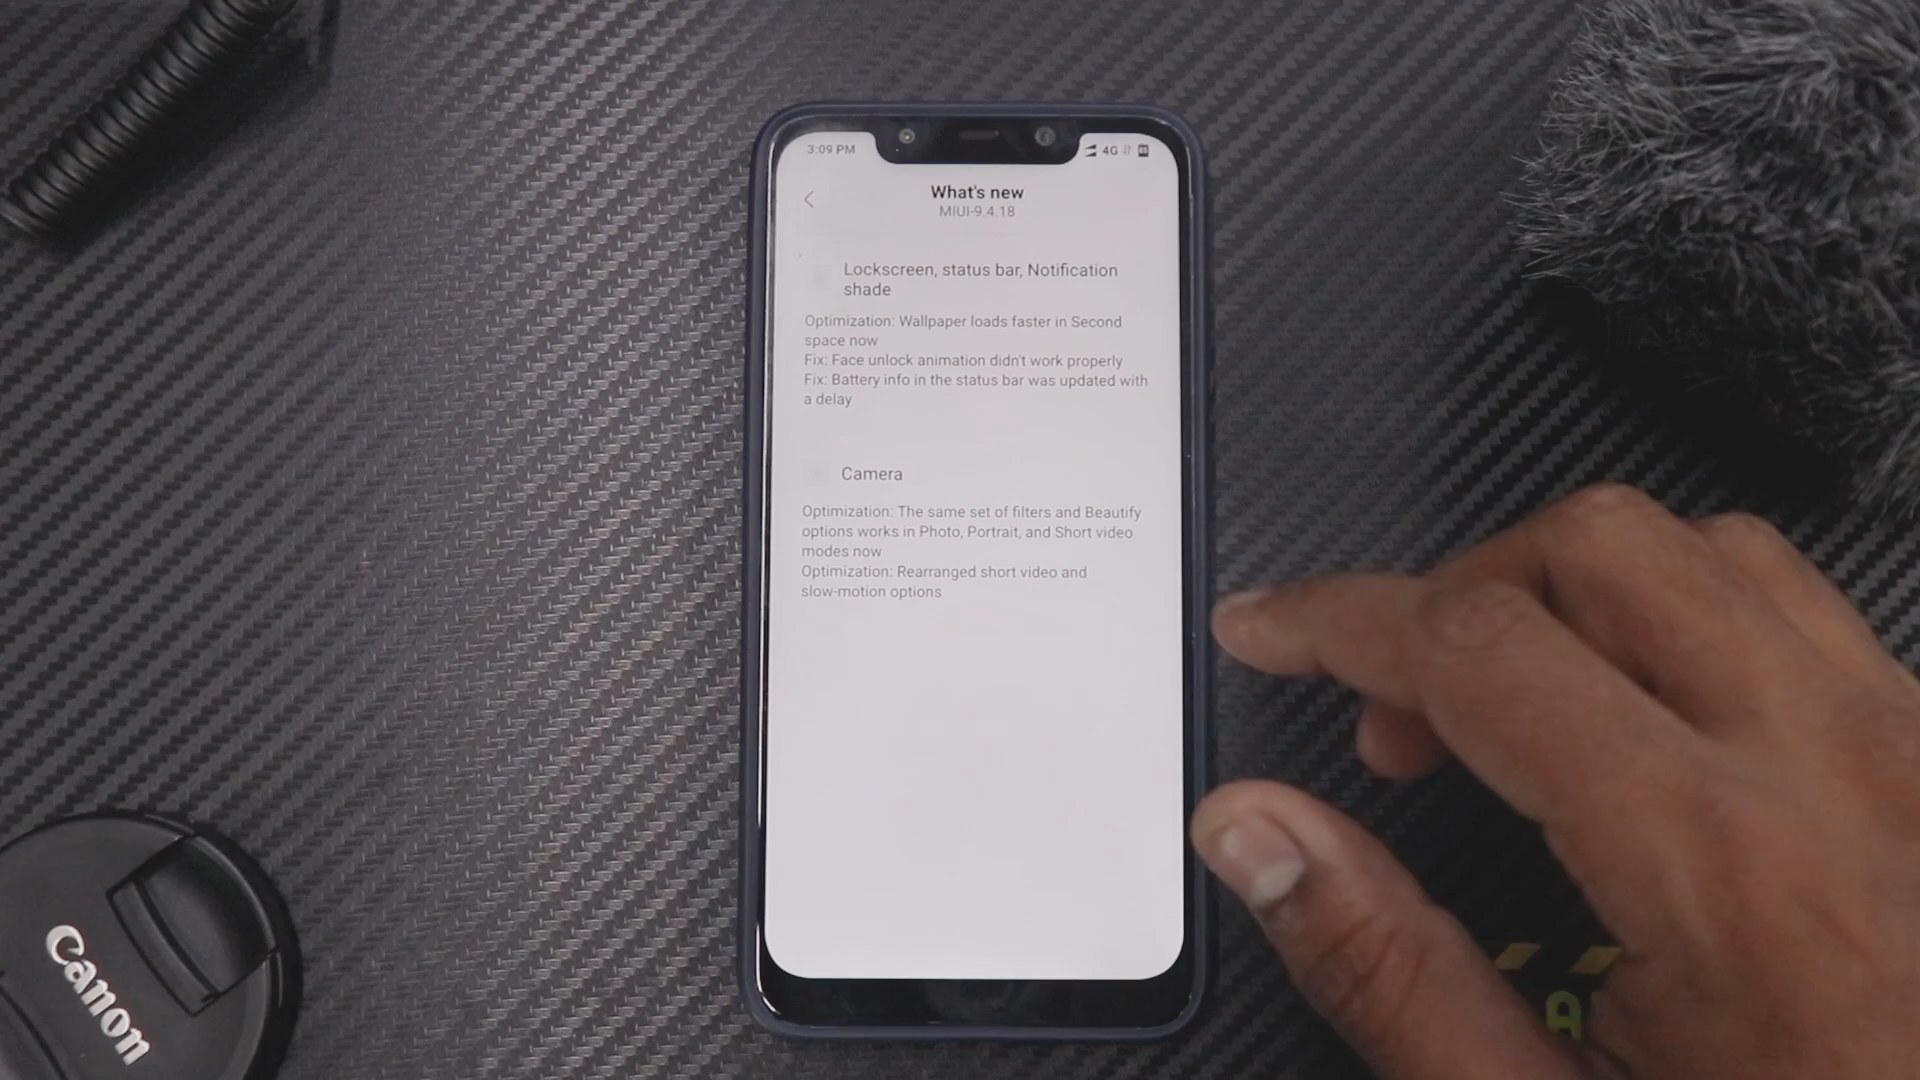 3:09 PM
4G
What's new
MIUI-9.4.18
Lockscreen, status bar, Notification
shade
Optimization: Wallpaper loads faster in Second
space now
Fix: Face unlock animation didn't work properly
Fix: Battery info in the status bar was updated with
a delay
Camera
Optimization: The same set of filters and Beautify
options works in Photo, Portrait, and Short video
modes now
Optimization: Rearranged short video and
slow-motion options
Canon